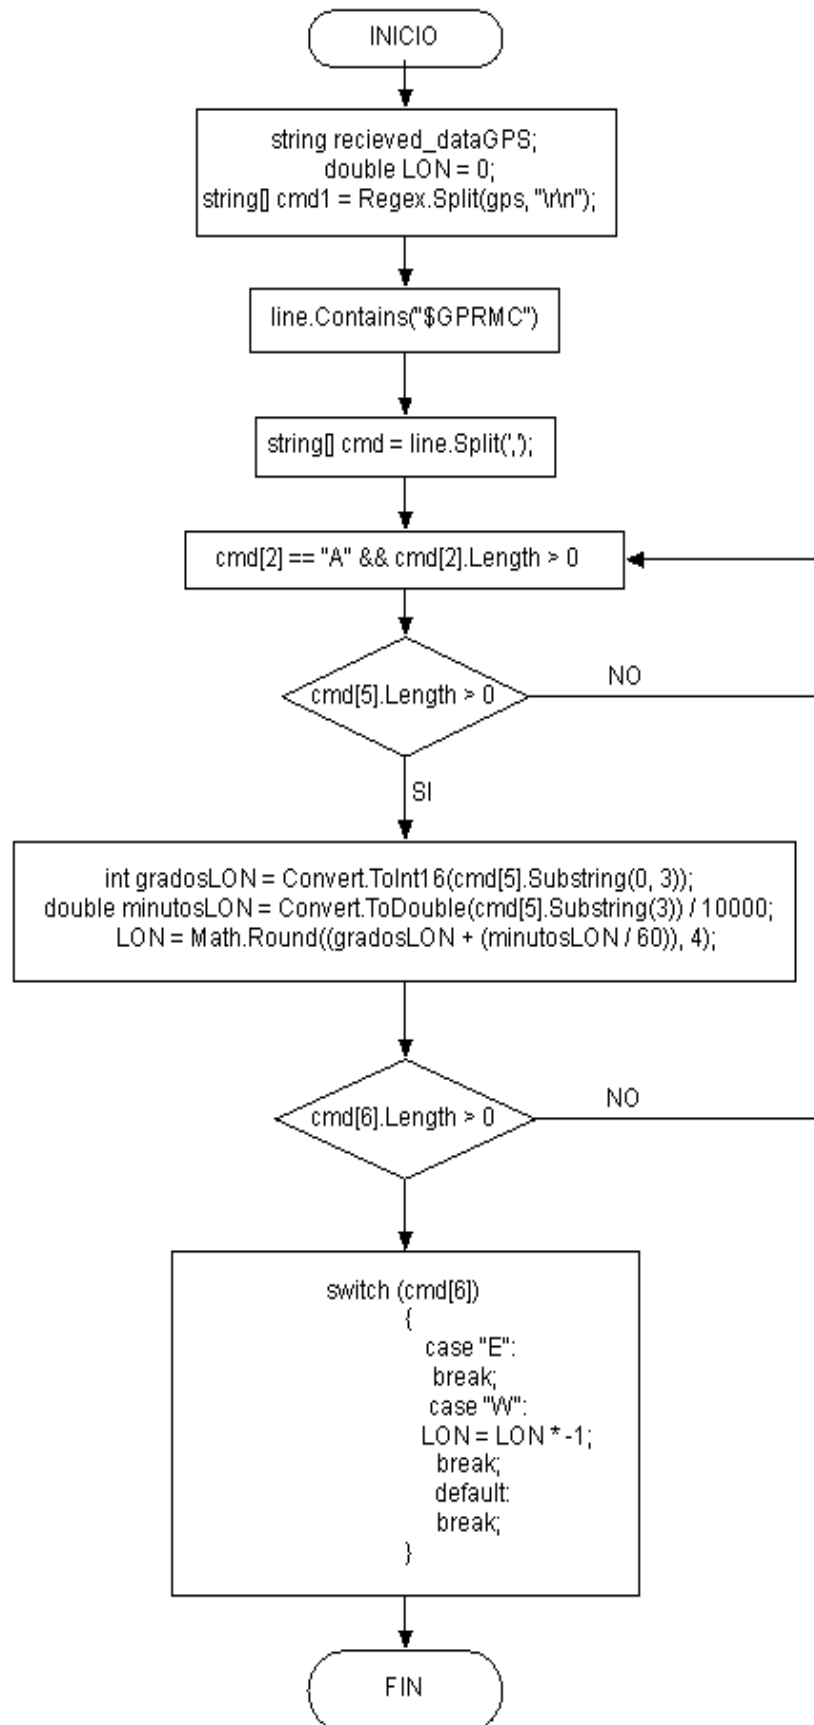 INICIO
string recieved_dataGPS;
double LON = 0;
string[] cmd1 = Regex.Split(gps, "\r\n");
line.Contains("$GPRMC")
string[] cmd = line.Split(',');
cmd[2] == "A" && cmd[2].Length > 0
cmd[5].Length > 0
NO
SI
int gradosLON = Convert.ToInt16(cmd[5].Substring(0, 3));
double minutosLON = Convert.ToDouble(cmd[5].Substring(3)) / 10000;
LON = Math.Round((gradosLON + (minutosLON / 60)), 4);
cmd[6].Length > 0
NO
switch (cmd[6])
{
case "E":
break;
case "W":
LON = LON * -1;
break;
default:
break;
}
FIN